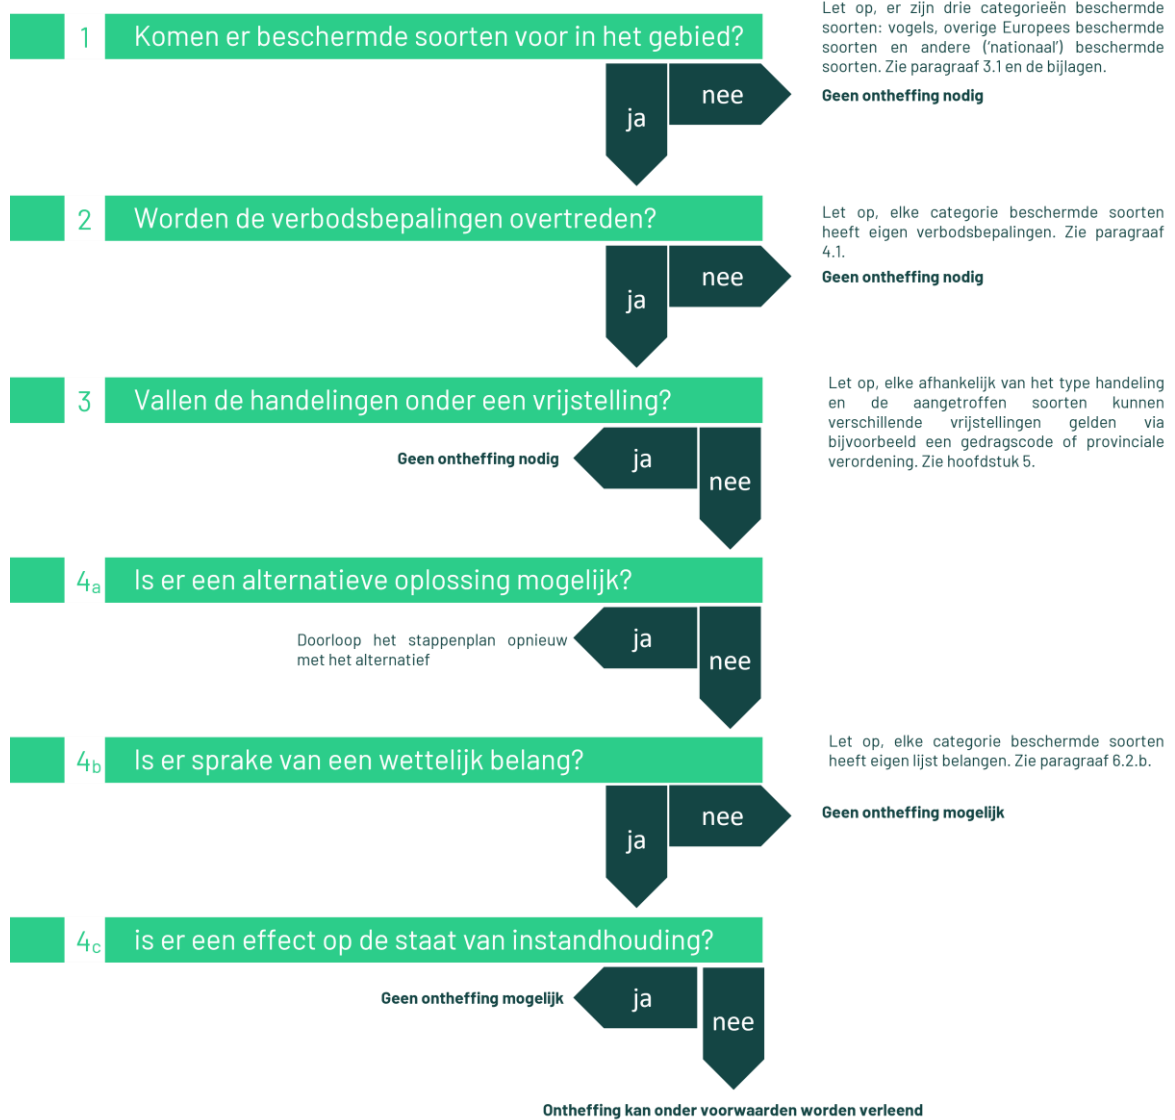 Let op, er zijn drie categorieën beschermde
soorten: vogels, overige Europees beschermde
soorten en andere (‘nationaal’) beschermde
soorten. Zie paragraaf 3.1 en de bijlagen.
1 Komen er beschermde soorten voor in het gebied?
nee
Geen ontheffing nodig
ja
2 Worden de verbodsbepalingen overtreden?
Let op, elke categorie beschermde soorten
heeft eigen verbodsbepalingen. Zie paragraaf
4.1.
nee
Geen ontheffing nodig
ja
3 Vallen de handelingen onder een vrijstelling?
Let op, elke afhankelijk van het type handeling
en de aangetroffen soorten kunnen
verschillende vrijstellingen gelden via
bijvoorbeeld een gedragscode of provinciale
verordening. Zie hoofdstuk 5.
Geen ontheffing nodig
ja
nee
4a Is er een alternatieve oplossing mogelijk?
Doorloop het stappenplan opnieuw
met het alternatief
ja
nee
4b Is er sprake van een wettelijk belang?
Let op, elke categorie beschermde soorten
heeft eigen lijst belangen. Zie paragraaf 6.2.b.
nee
Geen ontheffing mogelijk
ja
4c is er een effect op de staat van instandhouding?
Geen ontheffing mogelijk
ja
nee
Ontheffing kan onder voorwaarden worden verleend